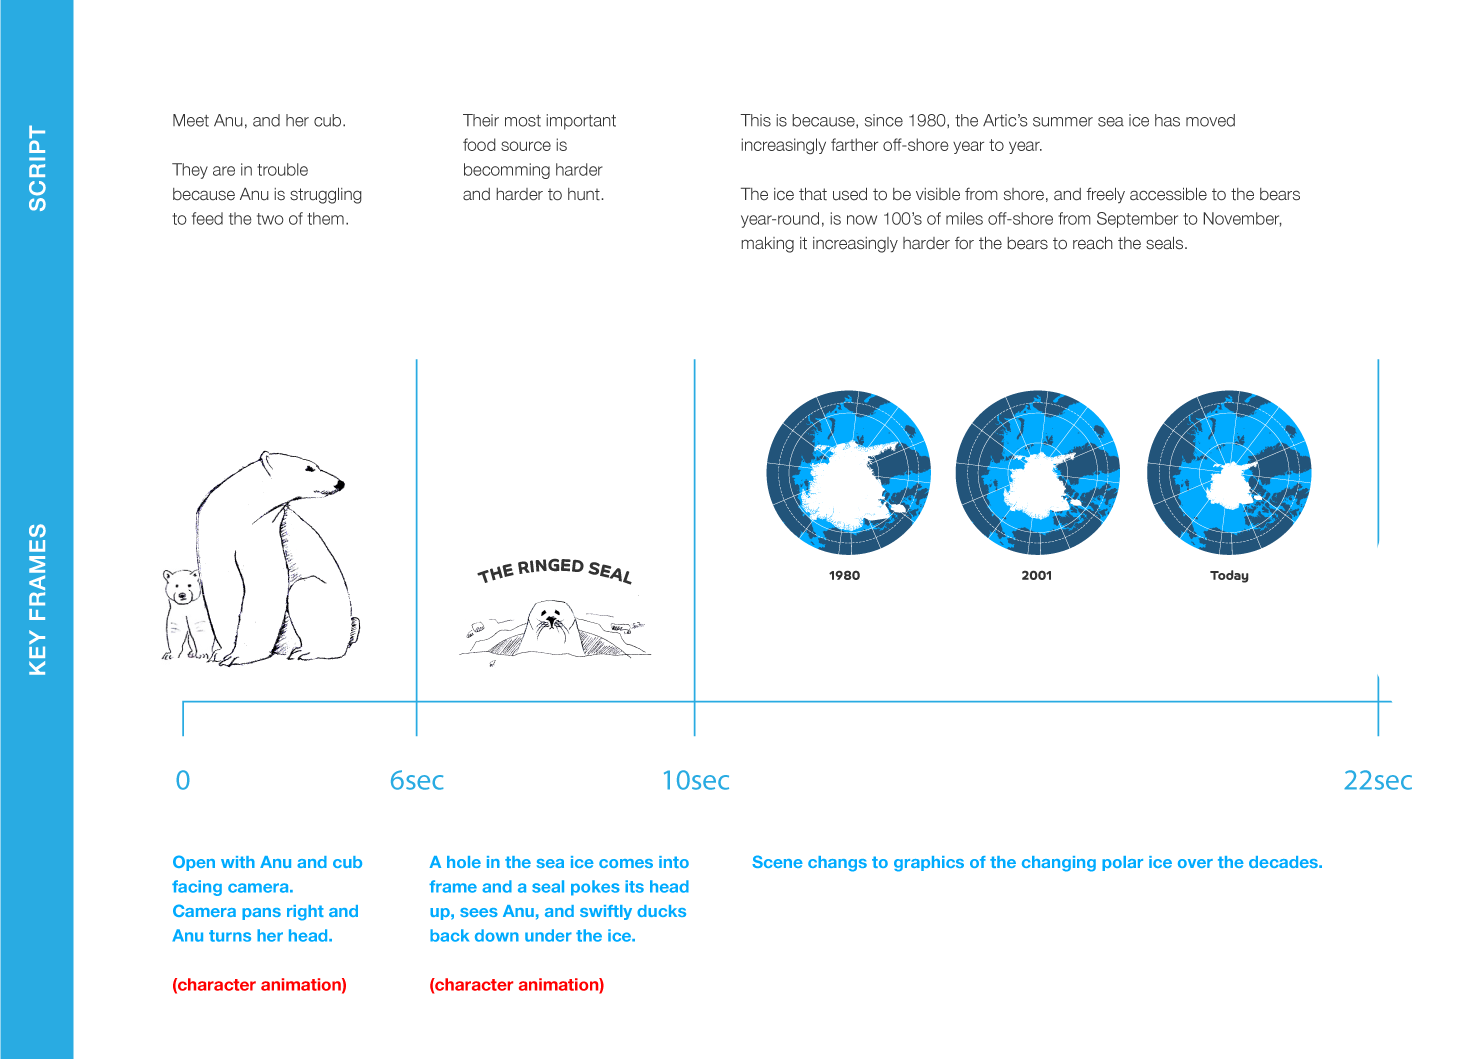 SCRIPT
Meet Anu, and her cub.
They are in trouble
because Anu is struggling
to feed the two of them.
Their most important
food source is
becomming harder
and harder to hunt.
This is because, since 1980, the Artic's summer sea ice has moved
increasingly farther off-shore year to year.
The ice that used to be visible from shore, and freely accessible to the bears
year-round, is now 100's of miles off-shore from September to November,
making it increasingly harder for the bears to reach the seals.
KEY FRAMES
THE RINGED SEAL
1980
2001
Today
0
6sec
10sec
22sec
Open with Anu and cub
facing camera.
Camera pans right and
Anu turns her head.
(character animation)
A hole in the sea ice comes into
frame and a seal pokes its head
up, sees Anu, and swiftly ducks
back down under the ice.
(character animation)
Scene changs to graphics of the changing polar ice over the decades.